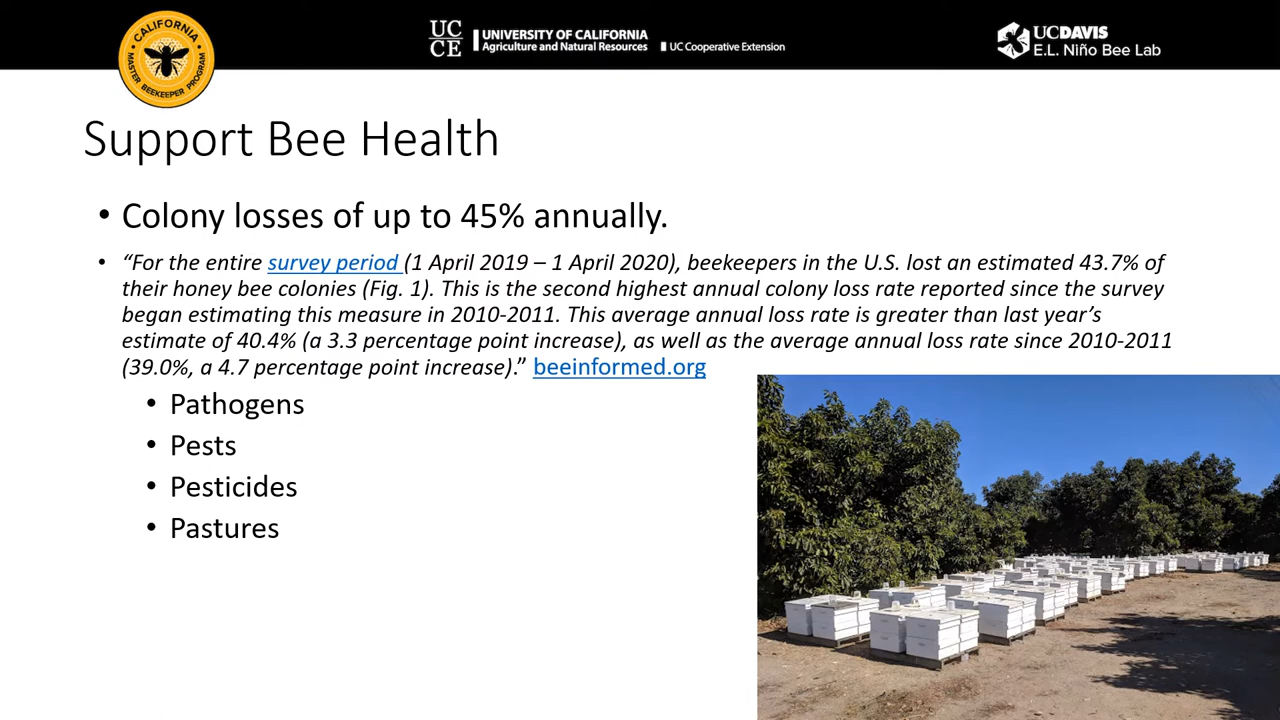 CALIFORNIA
MASTER BEEKEEPER PROGRAM
UC
CE
UNIVERSITY OF CALIFORNIA
Agriculture and Natural Resources
UC Cooperative Extension
UCDAVIS
E.L. Niño Bee Lab
Support Bee Health
• Colony losses of up to 45% annually.
• “For the entire survey period (1 April 2019 – 1 April 2020), beekeepers in the U.S. lost an estimated 43.7% of
their honey bee colonies (Fig. 1). This is the second highest annual colony loss rate reported since the survey
began estimating this measure in 2010-2011. This average annual loss rate is greater than last year’s
estimate of 40.4% (a 3.3 percentage point increase), as well as the average annual loss rate since 2010-2011
(39.0%, a 4.7 percentage point increase).” beeinformed.org
• Pathogens
• Pests
• Pesticides
• Pastures